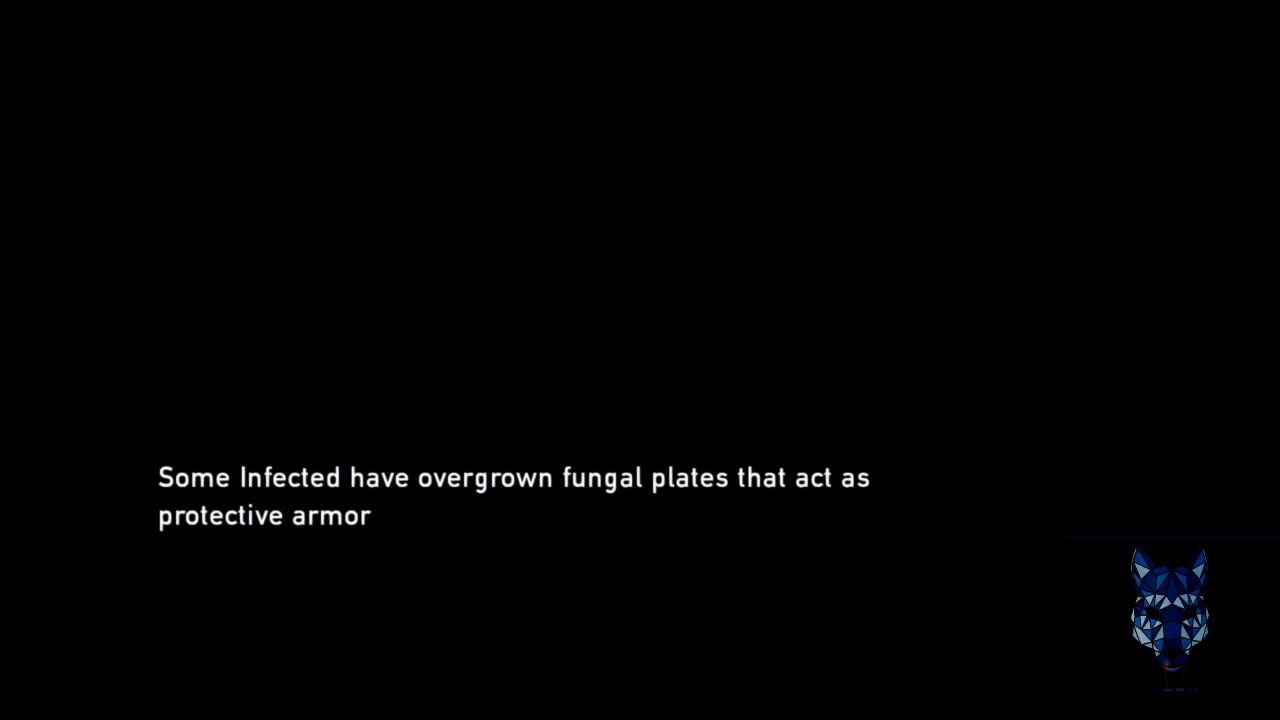 Some Infected have overgrown fungal plates that act as
protective armor